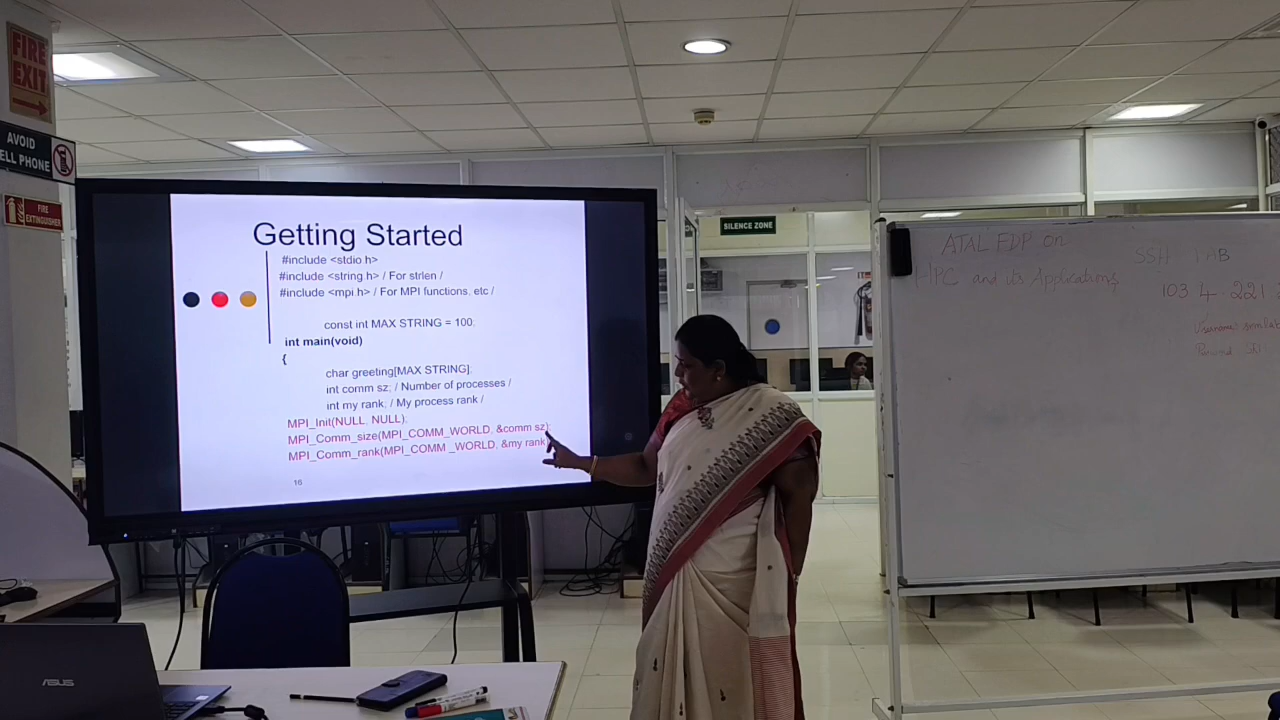 FIRE
EXIT
AVOID
ELL PHONE
FIRE
EXTINGUISHER
Getting Started
#include <stdio h>
#include <string.h> / For strlen /
#include <mpi.h> / For MPI functions, etc /
const int MAX STRING = 100;
int main(void)
{
char greeting[MAX STRING];
int comm sz; / Number of processes /
int my rank; / My process rank /
MPI_Init(NULL, NULL);
MPI_Comm_size(MPI_COMM_WORLD, &comm sz);
MPI_Comm_rank(MPI_COMM _WORLD, &my rank
16
SILENCE ZONE
ATAL FDP on
HPC and its Applications
SSH LAB
103 4.221
ASUS